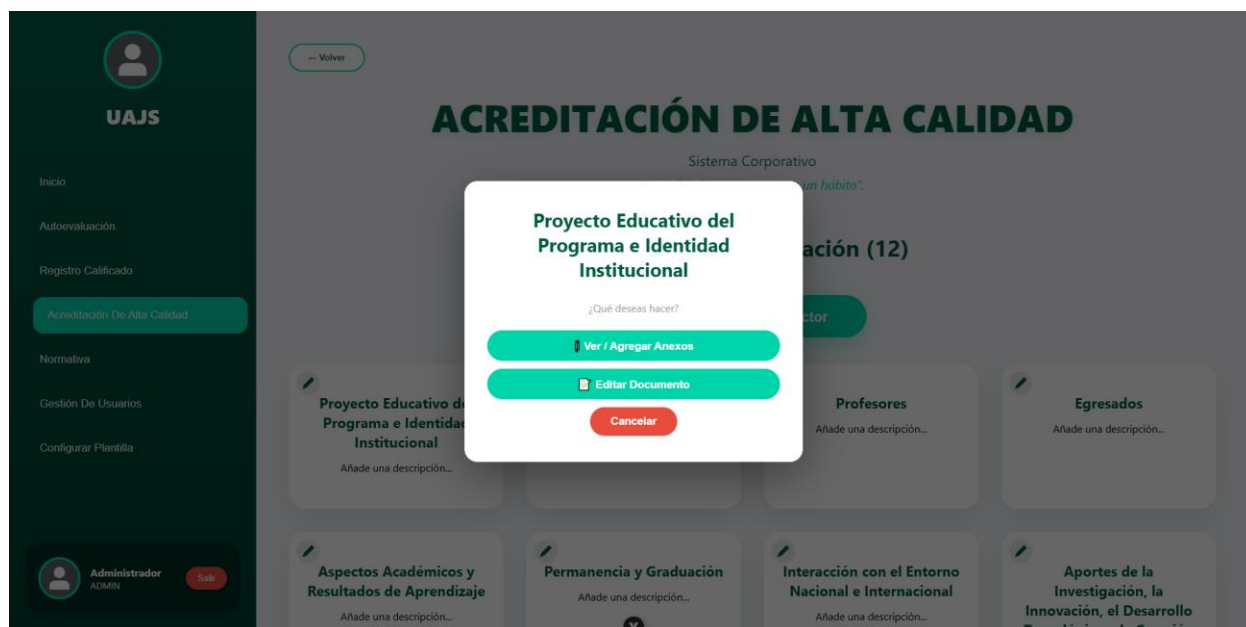 ← Volver
UAJS
ACREDITACIÓN DE ALTA CALIDAD
Sistema Corporativo
un hábito".
Inicio
Autoevaluación
Registro Calificado
Acreditación De Alta Calidad
Normativa
Gestión De Usuarios
Configurar Plantilla
Administrador
ADMIN
Salir
ación (12)
ctor
Proyecto Educativo del
Programa e Identidad
Institucional
¿Qué deseas hacer?
Ver / Agregar Anexos
Editar Documento
Cancelar
Proyecto Educativo de
Programa e Identidad
Institucional
Añade una descripción...
Profesores
Añade una descripción...
Egresados
Añade una descripción...
Aspectos Académicos y
Resultados de Aprendizaje
Añade una descripción...
Permanencia y Graduación
Añade una descripción...
Interacción con el Entorno
Nacional e Internacional
Añade una descripción...
Aportes de la
Investigación, la
Innovación, el Desarrollo